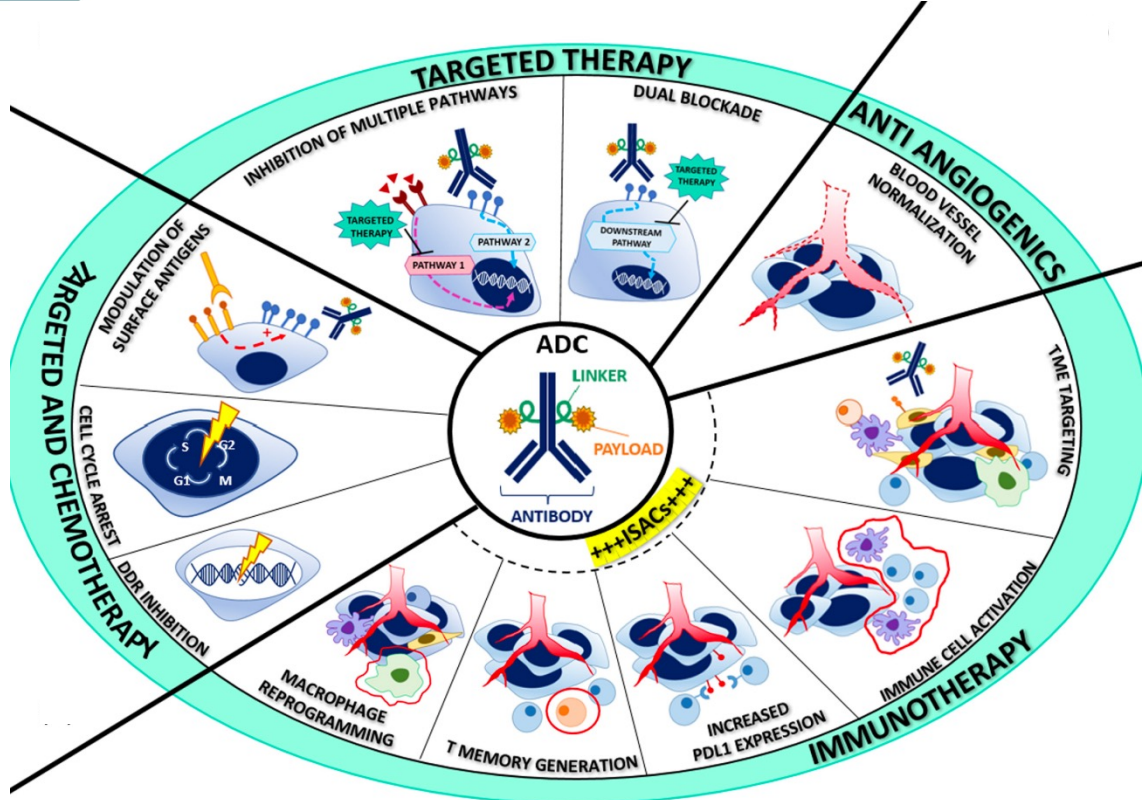 TARGETED THERAPY
INHIBITION OF MULTIPLE PATHWAYS
TARGETED
THERAPY
PATHWAY 1
PATHWAY 2
DUAL BLOCKADE
TARGETED
THERAPY
DOWNSTREAM
PATHWAY
ANTI ANGIOGENICS
BLOOD VESSEL
NORMALIZATION
IMMUNOTHERAPY
TME TARGETING
IMMUNE CELL ACTIVATION
INCREASED
PDL1 EXPRESSION
T MEMORY GENERATION
MACROPHAGE
REPROGRAMMING
TARGETED AND CHEMOTHERAPY
DDR INHIBITION
CELL CYCLE ARREST
S
G2
G1
M
MODULATION OF
SURFACE ANTIGENS
+
ADC
LINKER
PAYLOAD
ANTIBODY
+++ISACs+++